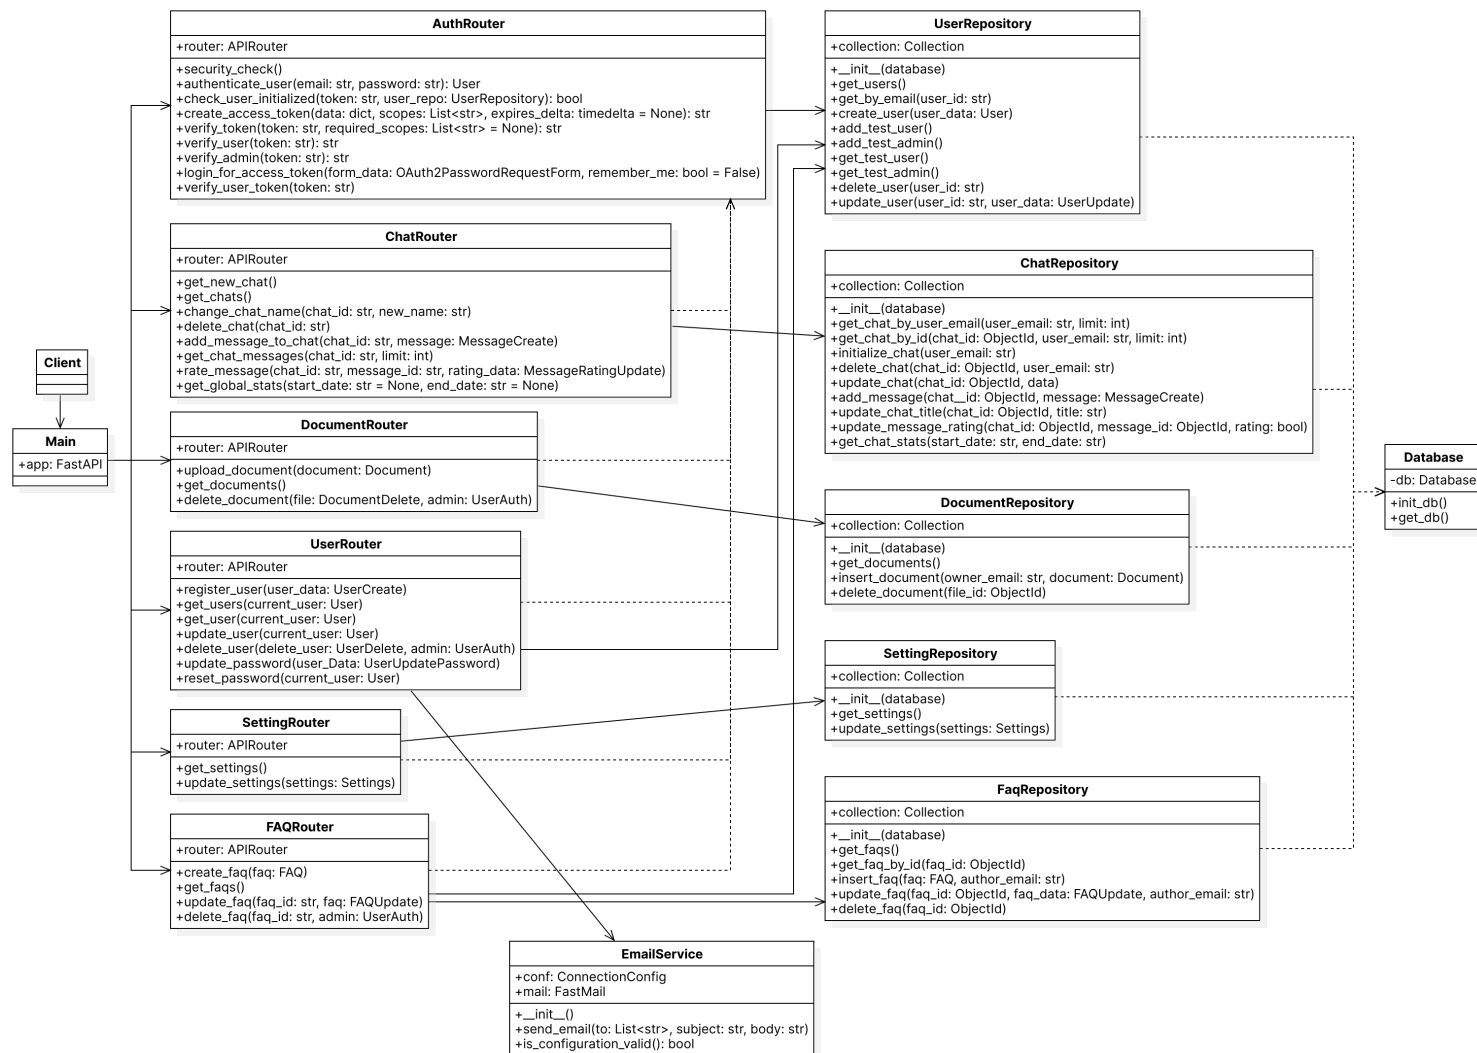 AuthRouter
+router: APIRouter
+security_check()
+authenticate_user(email: str, password: str): User
+check_user_initialized(token: str, user_repo: UserRepository): bool
+create_access_token(data: dict, scopes: List<str>, expires_delta: timedelta = None): str
+verify_token(token: str, required_scopes: List<str> = None): str
+verify_user(token: str): str
+verify_admin(token: str): str
+login_for_access_token(form_data: OAuth2PasswordRequestForm, remember_me: bool = False)
+verify_user_token(token: str)
UserRepository
+collection: Collection
+__init__(database)
+get_users()
+get_by_email(user_id: str)
+create_user(user_data: User)
+add_test_user()
+add_test_admin()
+get_test_user()
+get_test_admin()
+delete_user(user_id: str)
+update_user(user_id: str, user_data: UserUpdate)
ChatRouter
+router: APIRouter
+get_new_chat()
+get_chats()
+change_chat_name(chat_id: str, new_name: str)
+delete_chat(chat_id: str)
+add_message_to_chat(chat_id: str, message: MessageCreate)
+get_chat_messages(chat_id: str, limit: int)
+rate_message(chat_id: str, message_id: str, rating_data: MessageRatingUpdate)
+get_global_stats(start_date: str = None, end_date: str = None)
ChatRepository
+collection: Collection
+__init__(database)
+get_chat_by_user_email(user_email: str, limit: int)
+get_chat_by_id(chat_id: ObjectId, user_email: str, limit: int)
+initialize_chat(user_email: str)
+delete_chat(chat_id: ObjectId, user_email: str)
+update_chat(chat_id: ObjectId, data)
+add_message(chat__id: ObjectId, message: MessageCreate)
+update_chat_title(chat_id: ObjectId, title: str)
+update_message_rating(chat_id: ObjectId, message_id: ObjectId, rating: bool)
+get_chat_stats(start_date: str, end_date: str)
Client
Main
+app: FastAPI
DocumentRouter
+router: APIRouter
+upload_document(document: Document)
+get_documents()
+delete_document(file: DocumentDelete, admin: UserAuth)
Database
-db: Database
+init_db()
+get_db()
DocumentRepository
+collection: Collection
+__init__(database)
+get_documents()
+insert_document(owner_email: str, document: Document)
+delete_document(file_id: ObjectId)
UserRouter
+router: APIRouter
+register_user(user_data: UserCreate)
+get_users(current_user: User)
+get_user(current_user: User)
+update_user(current_user: User)
+delete_user(delete_user: UserDelete, admin: UserAuth)
+update_password(user_Data: UserUpdatePassword)
+reset_password(current_user: User)
SettingRepository
+collection: Collection
+__init__(database)
+get_settings()
+update_settings(settings: Settings)
SettingRouter
+router: APIRouter
+get_settings()
+update_settings(settings: Settings)
FaqRepository
+collection: Collection
+__init__(database)
+get_faqs()
+get_faq_by_id(faq_id: ObjectId)
+insert_faq(faq: FAQ, author_email: str)
+update_faq(faq_id: ObjectId, faq_data: FAQUpdate, author_email: str)
+delete_faq(faq_id: ObjectId)
FAQRouter
+router: APIRouter
+create_faq(faq: FAQ)
+get_faqs()
+update_faq(faq_id: str, faq: FAQUpdate)
+delete_faq(faq_id: str, admin: UserAuth)
EmailService
+conf: ConnectionConfig
+mail: FastMail
+__init__()
+send_email(to: List<str>, subject: str, body: str)
+is_configuration_valid(): bool